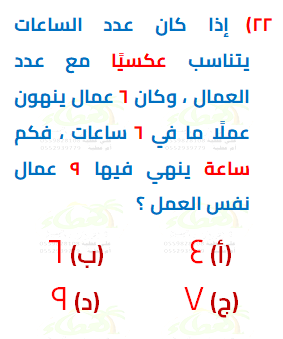 ٢٢) إذا كان عدد الساعات
يتناسب عكسيًا مع عدد
العمال ، وكان ٦ عمال ينهون
عملًا ما في ٦ ساعات ، فكم
ساعة ينهي فيها ٩ عمال
نفس العمل ؟
(أ) ٤ (ب) ٦
(ج) ٧ (د) ٩